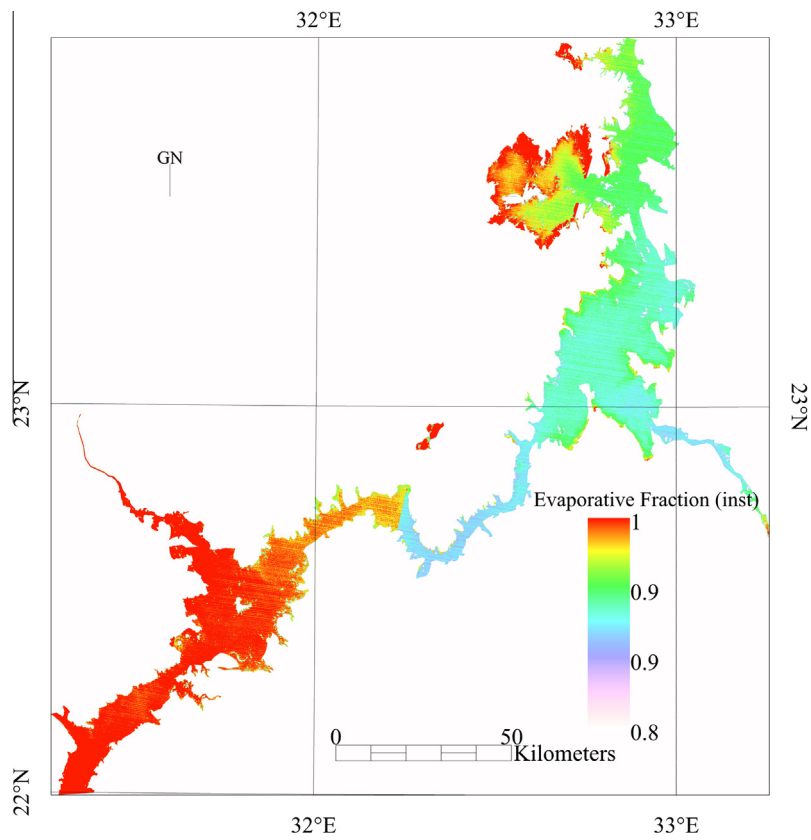 32°E
33°E
GN
23°N
23°N
Evaporative Fraction (inst)
1
0.9
0.9
0.8
0
50
Kilometers
22°N
32°E
33°E